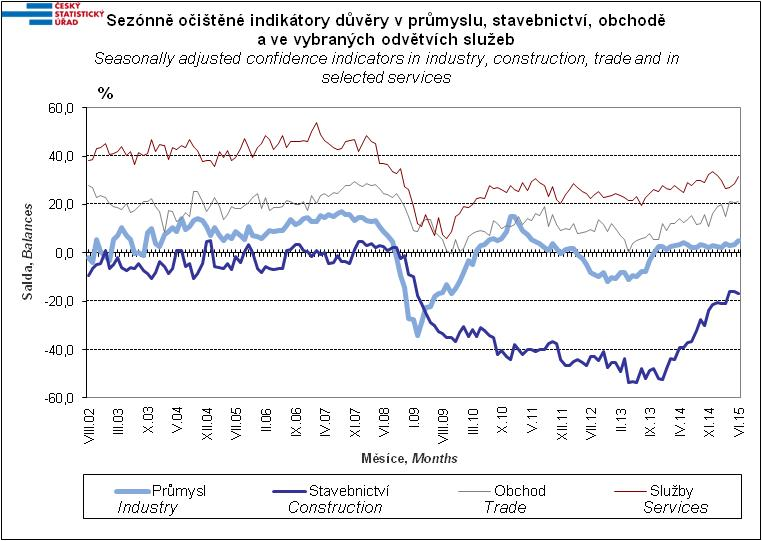 ČESKÝ
STATISTICKÝ
ÚŘAD
Sezónně očištěné indikátory důvěry v průmyslu, stavebnictví, obchodě
a ve vybraných odvětvích služeb
Seasonally adjusted confidence indicators in industry, construction, trade and in
selected services
%
60,0
40,0
20,0
0,0
-20,0
-40,0
-60,0
Salda, Balances
VIII.02
III.03
X.03
V.04
XII.04
VII.05
II.06
IX.06
IV.07
XI.07
VI.08
I.09
VIII.09
III.10
X.10
V.11
XII.11
VII.12
II.13
IX.13
IV.14
XI.14
VI.15
Měsíce, Months
Průmysl Stavebnictví Obchod Služby
Industry Construction Trade Services